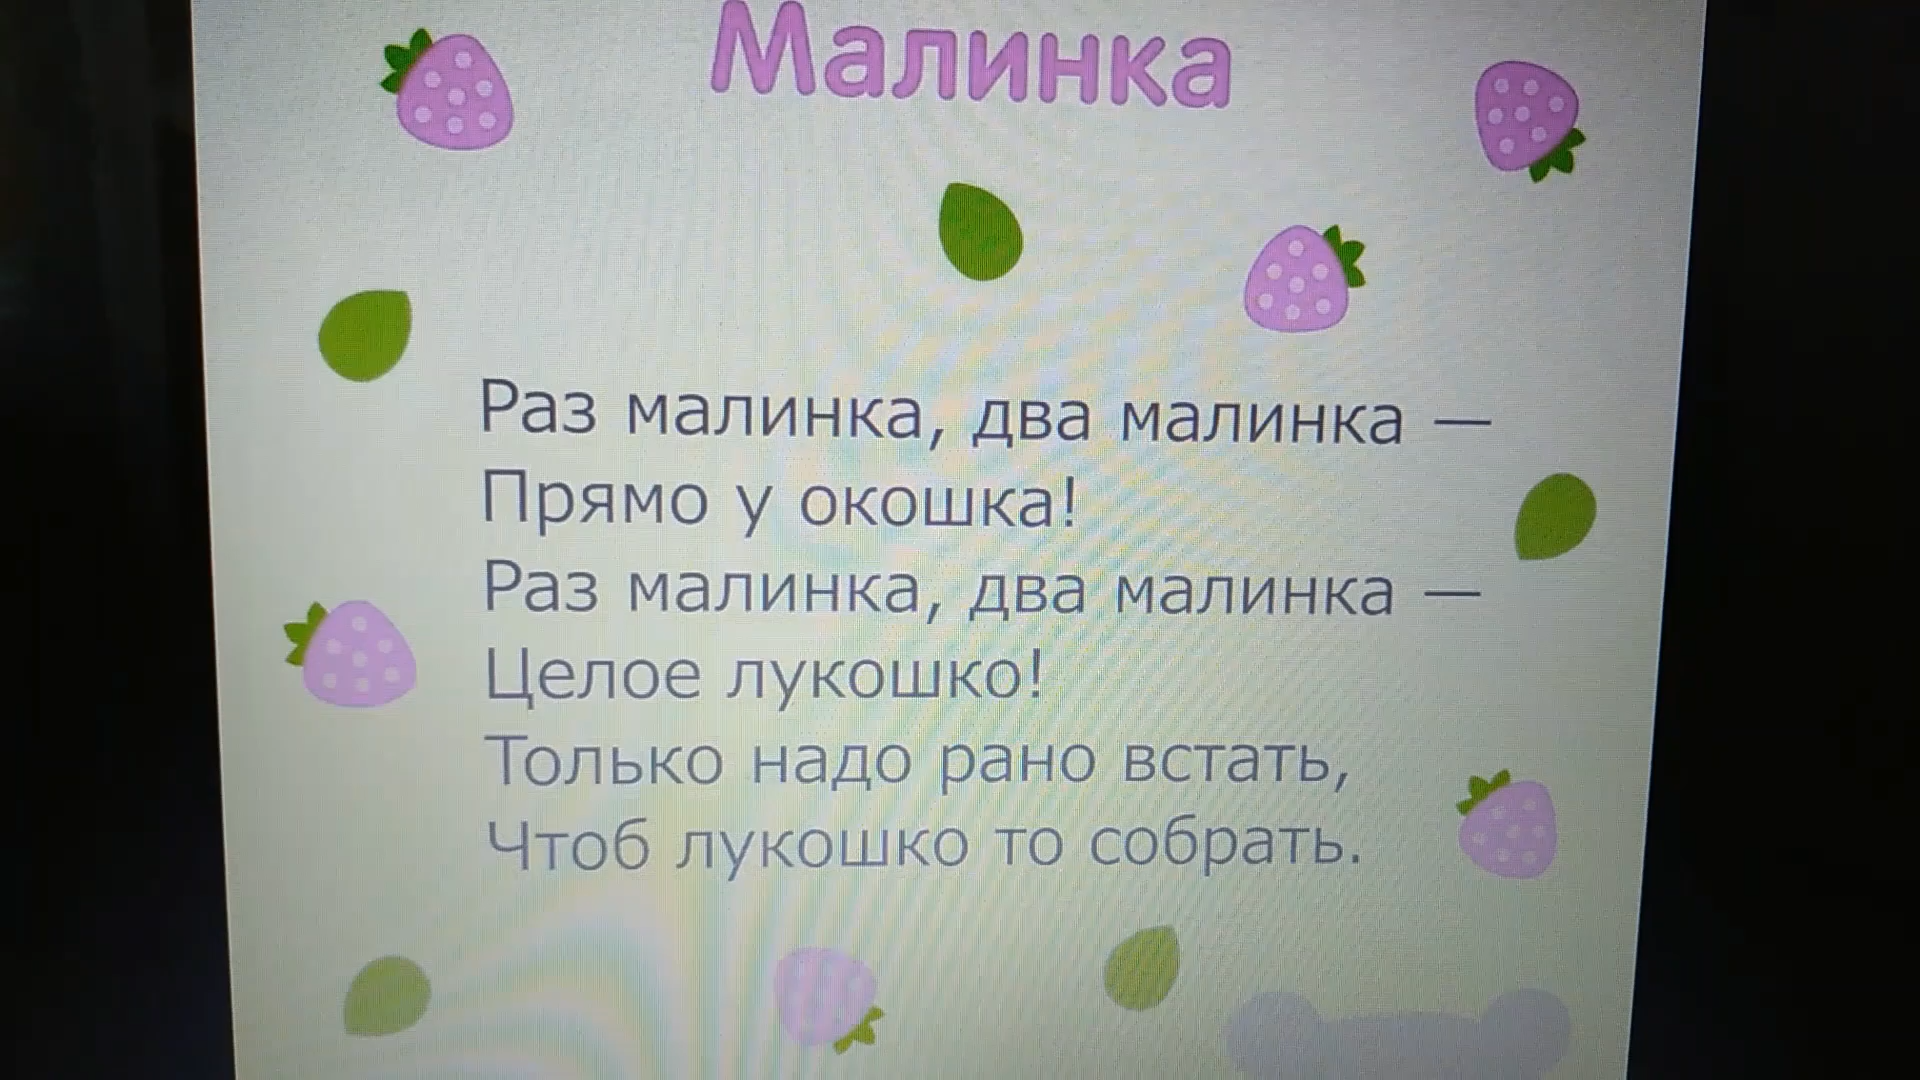 Малинка
Раз малинка, два малинка —
Прямо у окошка!
Раз малинка, два малинка —
Целое лукошко!
Только надо рано встать,
Чтоб лукошко то собрать.